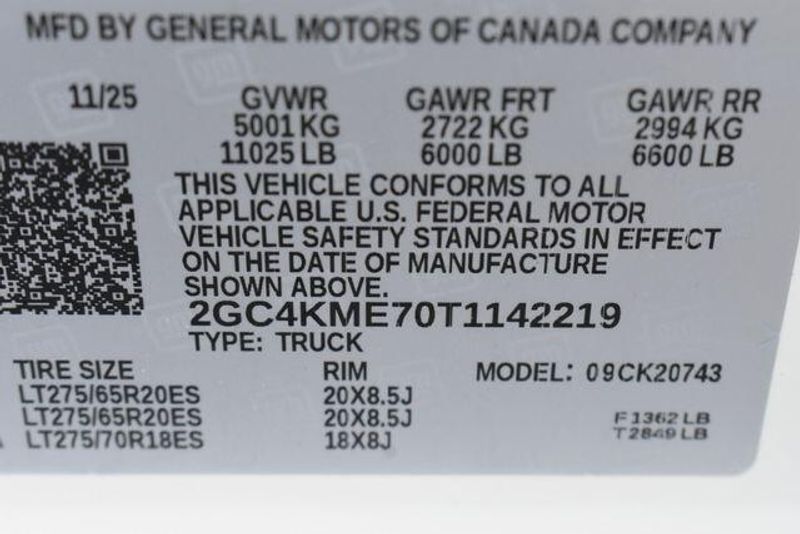 MFD BY GENERAL MOTORS OF CANADA COMPANY
11/25 GVWR GAWR FRT GAWR RR
5001 KG 2722 KG 2994 KG
11025 LB 6000 LB 6600 LB
THIS VEHICLE CONFORMS TO ALL
APPLICABLE U.S. FEDERAL MOTOR
VEHICLE SAFETY STANDARDS IN EFFECT
ON THE DATE OF MANUFACTURE
SHOWN ABOVE.
2GC4KME70T1142219
TYPE: TRUCK
TIRE SIZE RIM MODEL: 09CK20743
LT275/65R20ES 20X8.5J
LT275/65R20ES 20X8.5J F1362 LB
LT275/70R18ES 18X8J T2849 LB